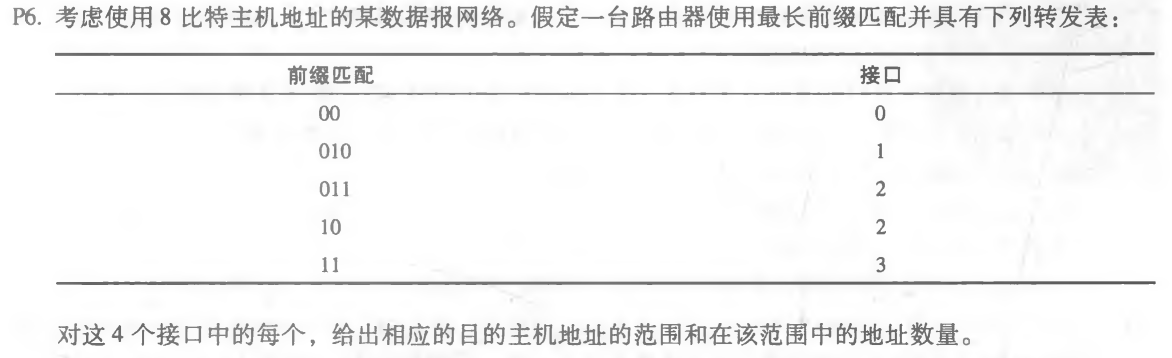 P6. 考虑使用8比特主机地址的某数据报网络。假定一台路由器使用最长前缀匹配并具有下列转发表：
前缀匹配 接口
00 0
010 1
011 2
10 2
11 3
对这4个接口中的每个，给出相应的目的主机地址的范围和在该范围中的地址数量。